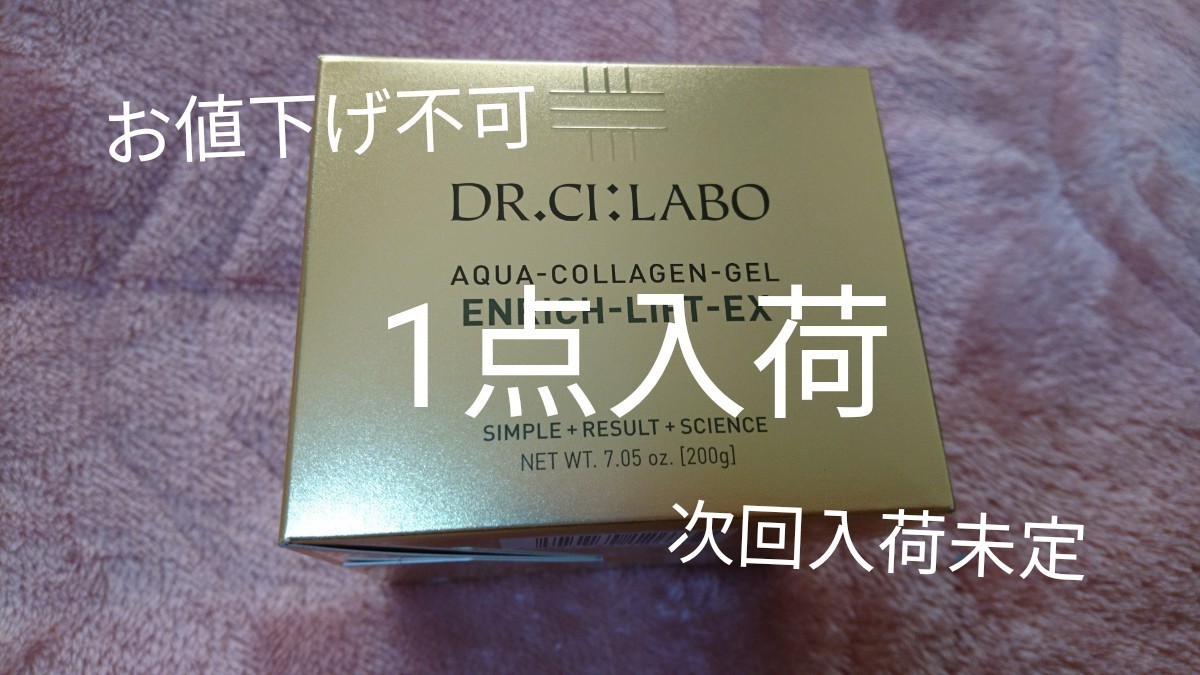 お値下げ不可
DR.CI:LABO
AQUA-COLLAGEN-GEL
ENRICH-LIFT-EX
1点入荷
SIMPLE+RESULT+SCIENCE
NET WT. 7.05 oz. [200g]
次回入荷未定